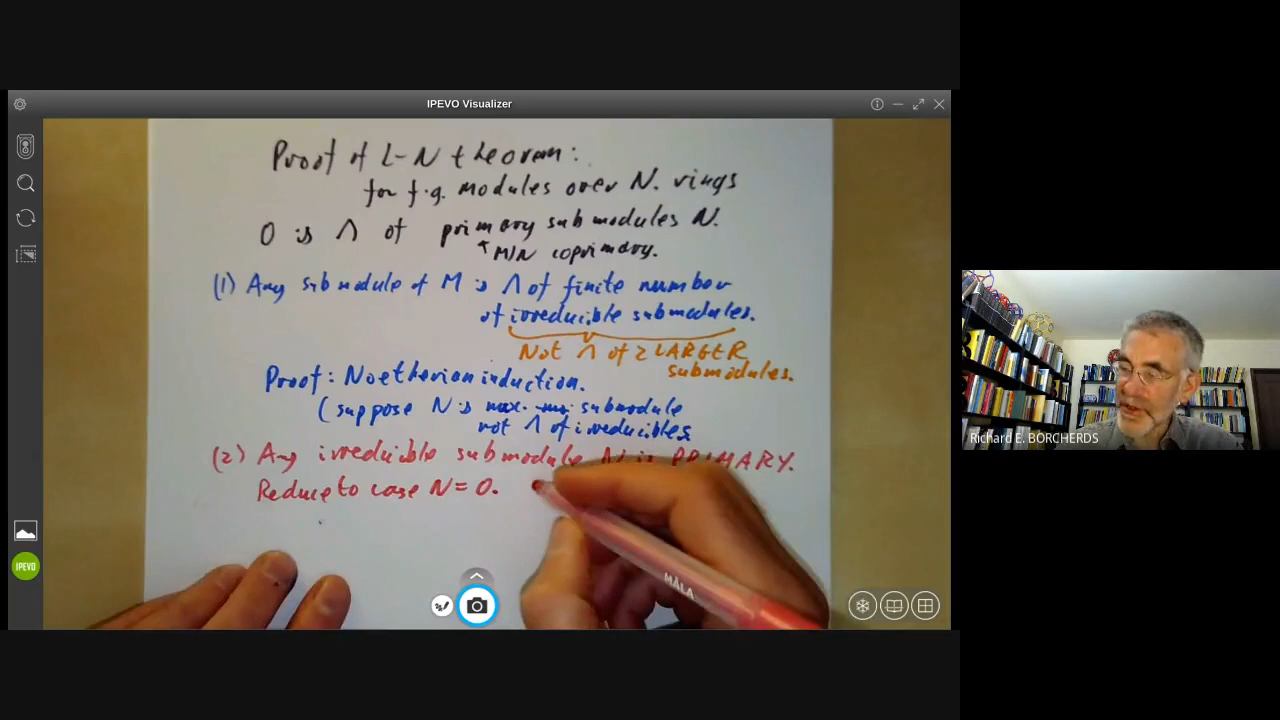 IPEVO Visualizer
Proof of L-N theorem:
for f.g. modules over N. rings
0 is ∩ of primary submodules N.
↑ M/N coprimary.
(1) Any submodule of M is ∩ of finite number
of irreducible submodules.
Not ∩ of 2 LARGER
submodules.
Proof: Noetherian induction.
(suppose N is max. submodule
not ∩ of irreducibles
(2) Any irreducible submodule N is PRIMARY.
Reduce to case N=0.
MÅLA
IPEVO
Richard E. BORCHERDS